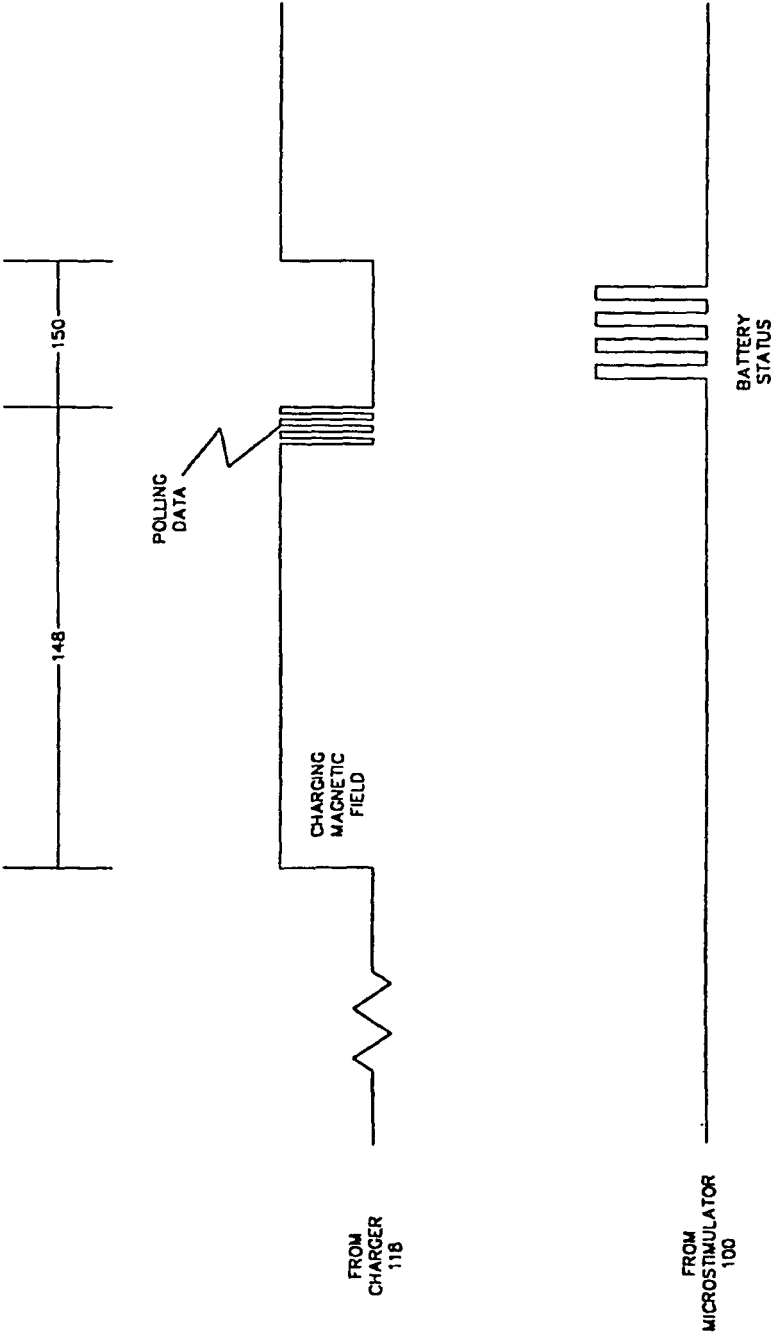 148
150
POLLING
DATA
CHARGING
MAGNETIC
FIELD
FROM
CHARGER
118
FROM
MICROSTIMULATOR
100
BATTERY
STATUS